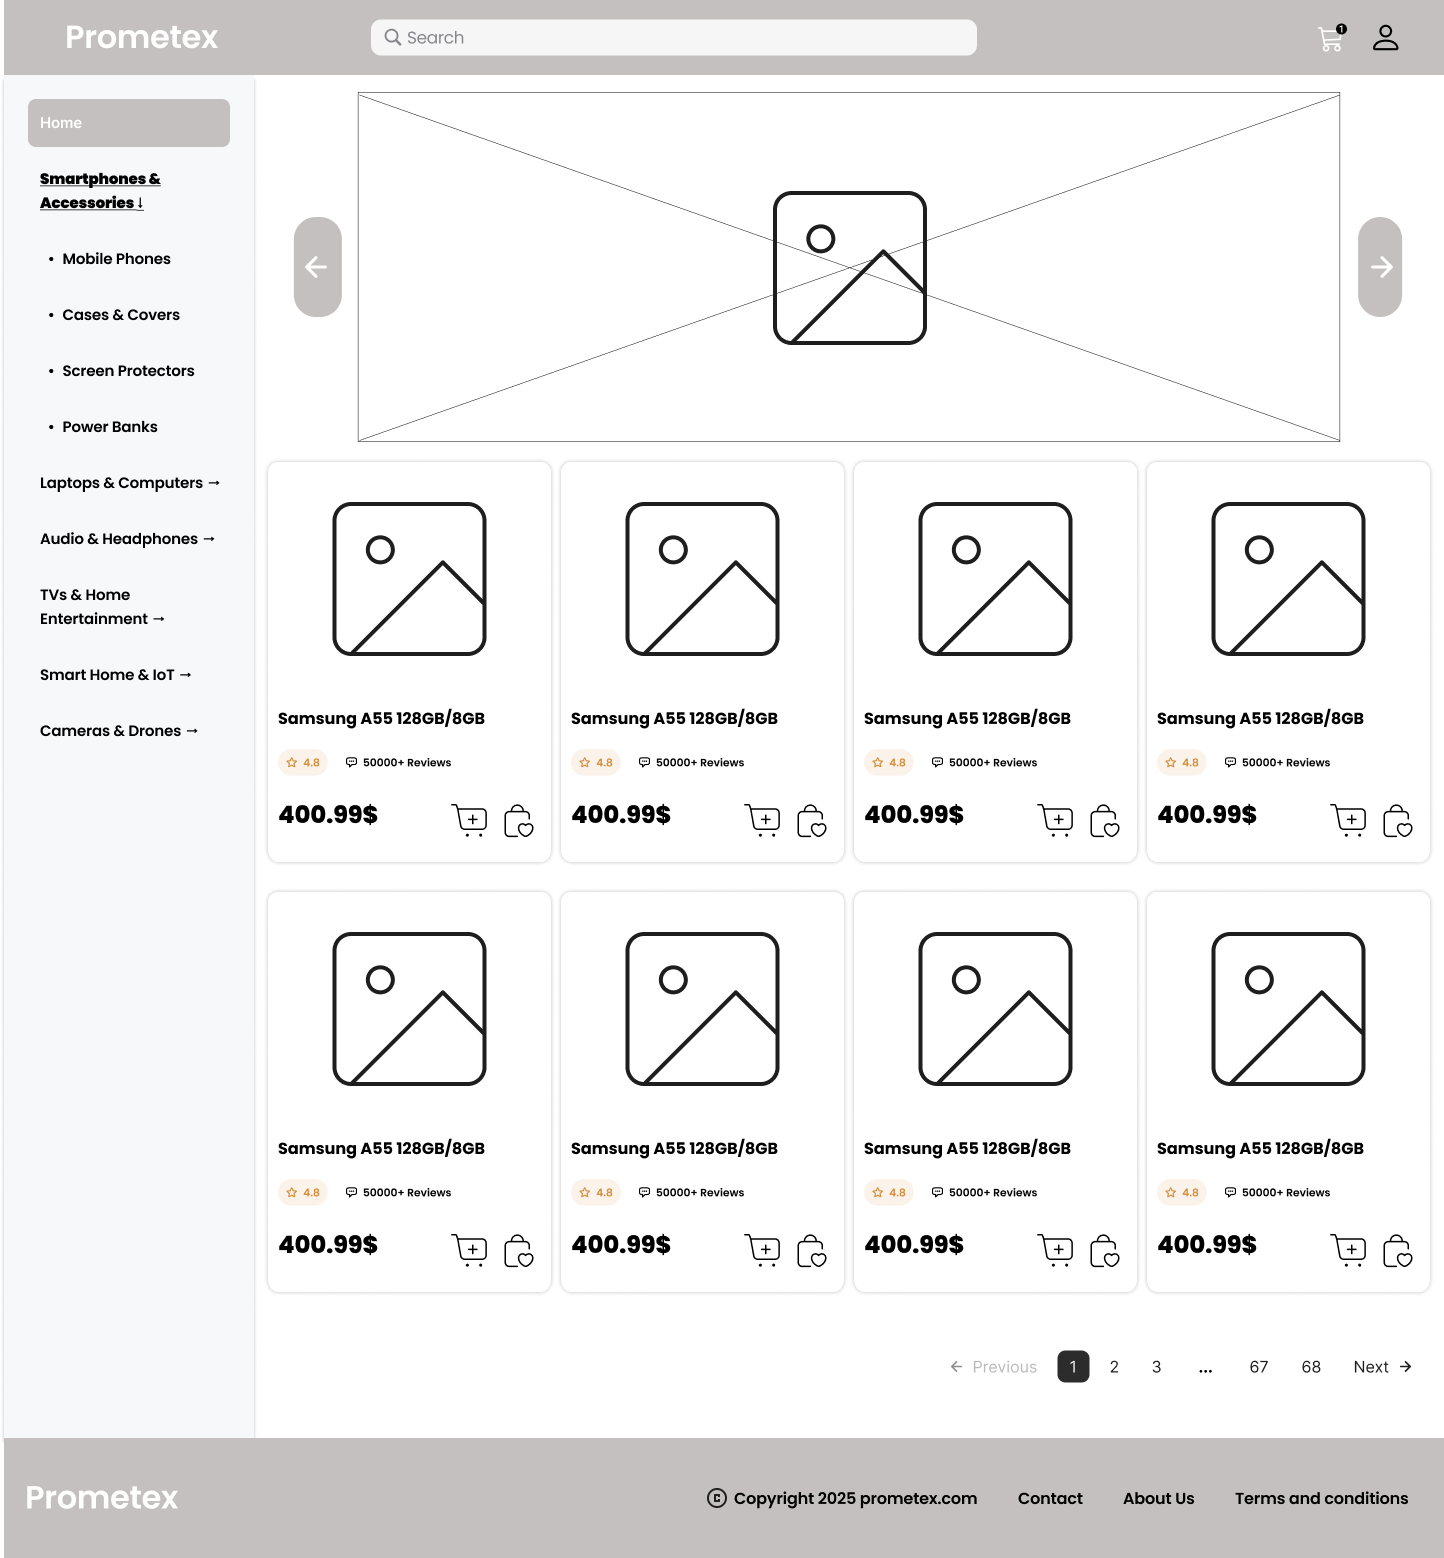 Prometex
Search
1
Home
Smartphones &
Accessories ↓
• Mobile Phones
• Cases & Covers
• Screen Protectors
• Power Banks
Laptops & Computers →
Audio & Headphones →
TVs & Home
Entertainment →
Smart Home & IoT →
Cameras & Drones →
Samsung A55 128GB/8GB
4.8 50000+ Reviews
400.99$
Samsung A55 128GB/8GB
4.8 50000+ Reviews
400.99$
Samsung A55 128GB/8GB
4.8 50000+ Reviews
400.99$
Samsung A55 128GB/8GB
4.8 50000+ Reviews
400.99$
Samsung A55 128GB/8GB
4.8 50000+ Reviews
400.99$
Samsung A55 128GB/8GB
4.8 50000+ Reviews
400.99$
Samsung A55 128GB/8GB
4.8 50000+ Reviews
400.99$
Samsung A55 128GB/8GB
4.8 50000+ Reviews
400.99$
← Previous 1 2 3 ... 67 68 Next →
Prometex
© Copyright 2025 prometex.com Contact About Us Terms and conditions